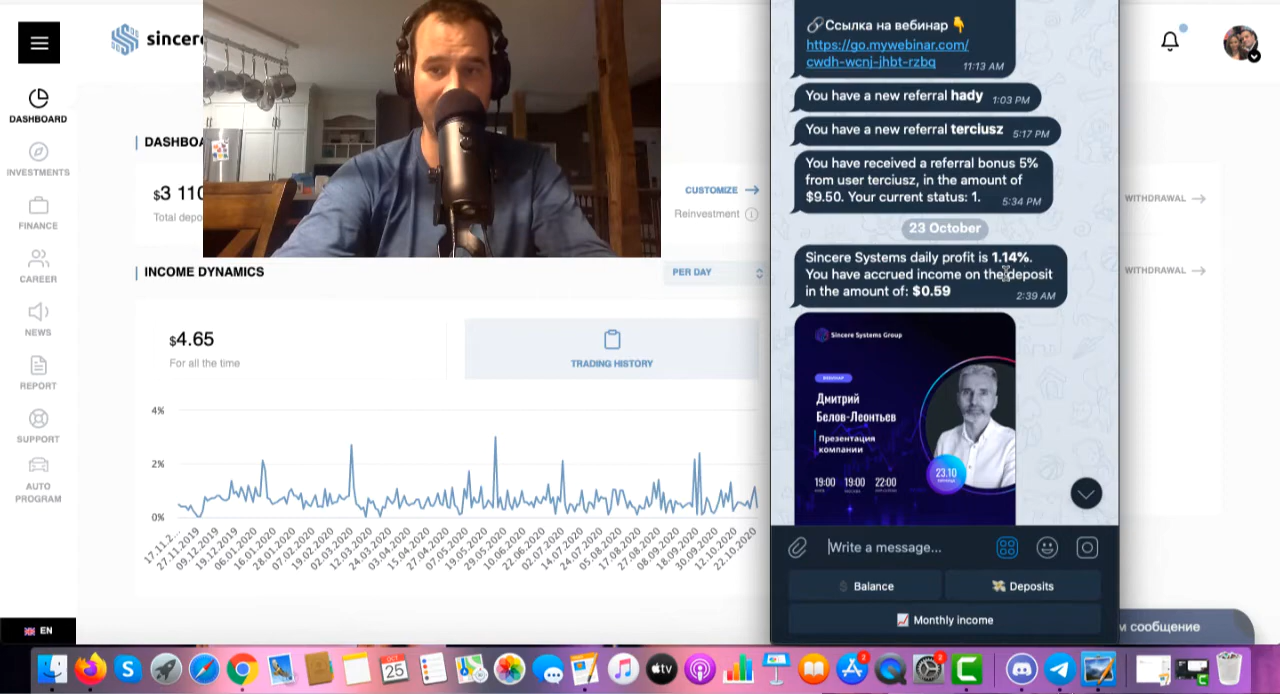 sincere
DASHBOARD
INVESTMENTS
FINANCE
CAREER
NEWS
REPORT
SUPPORT
AUTO
PROGRAM
EN
$3 110
CUSTOMIZE
Reinvestment
INCOME DYNAMICS
PER DAY
$4.65
For all the time
TRADING HISTORY
4%
2%
0%
27.11.2019
09.12.2019
19.12.2019
06.01.2020
16.01.2020
28.01.2020
07.02.2020
19.02.2020
02.03.2020
12.03.2020
24.03.2020
03.04.2020
15.04.2020
27.04.2020
07.05.2020
19.05.2020
29.05.2020
10.06.2020
22.06.2020
02.07.2020
14.07.2020
24.07.2020
05.08.2020
17.08.2020
27.08.2020
08.09.2020
18.09.2020
30.09.2020
12.10.2020
22.10.2020
WITHDRAWAL
WITHDRAWAL
Ссылка на вебинар
https://go.mywebinar.com/
cwdh-wcnj-jhbt-rzbq
11:13 AM
You have a new referral hady 1:03 PM
You have a new referral terciusz 5:17 PM
You have received a referral bonus 5%
from user terciusz, in the amount of
$9.50. Your current status: 1. 5:34 PM
23 October
Sincere Systems daily profit is 1.14%.
You have accrued income on the deposit
in the amount of: $0.59 2:39 AM
Sincere Systems Group
ВЕБИНАР
Дмитрий
Белов-Леонтьев
Презентация
компании
19:00 19:00 22:00
23.10
Write a message...
Balance
Deposits
Monthly income
сообщение
OCT
25
tv
2
2